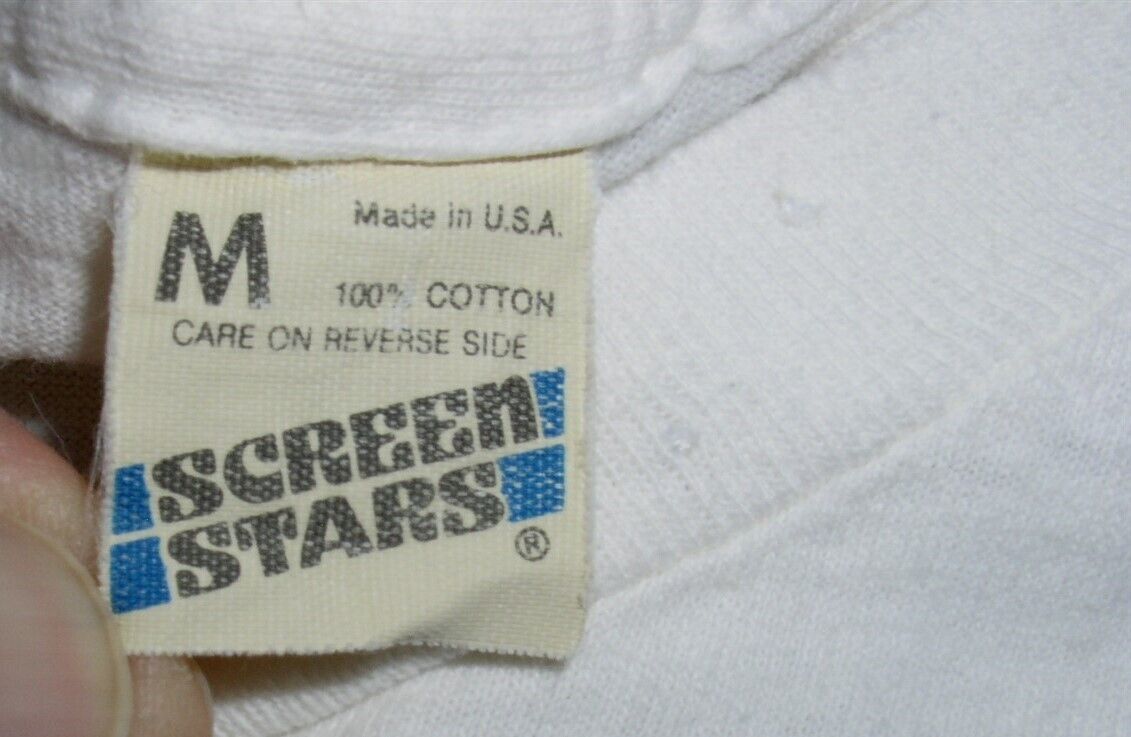 M
Made in U.S.A.
100% COTTON
CARE ON REVERSE SIDE
SCREEN
STARS
®